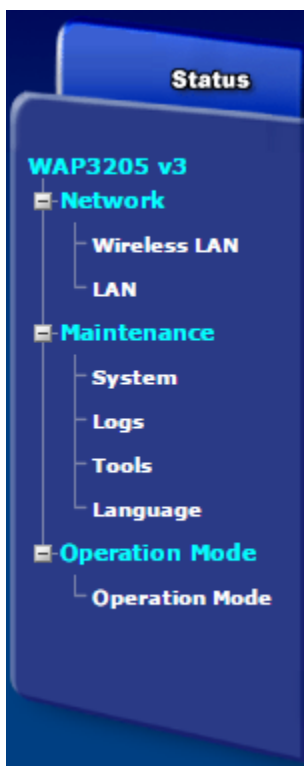 Status
WAP3205 v3
Network
Wireless LAN
LAN
Maintenance
System
Logs
Tools
Language
Operation Mode
Operation Mode